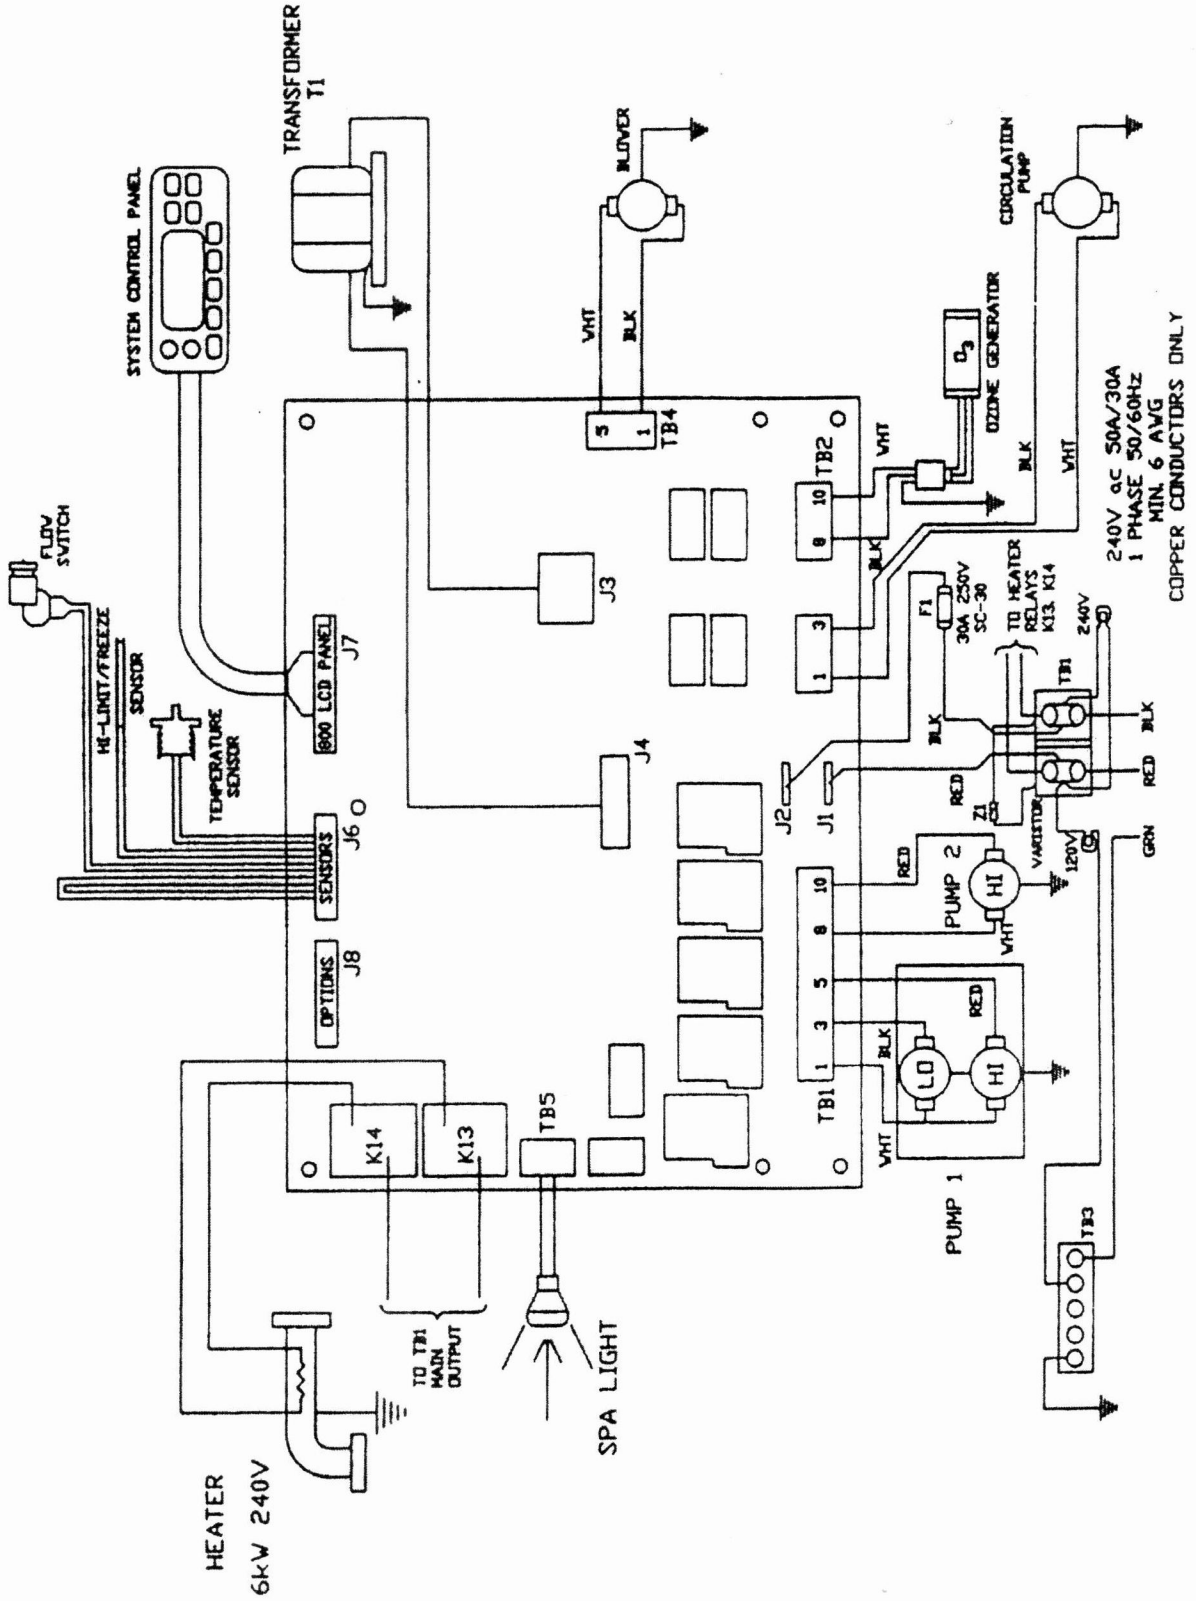 HEATER
6kW 240V
FLOW
SWITCH
HI-LIMIT/FREEZE
SENSOR
TEMPERATURE
SENSOR
SYSTEM CONTROL PANEL
TRANSFORMER
T1
OPTIONS
J8
SENSORS
J6
800 LCD PANEL
J7
K14
K13
TO TB1
MAIN
OUTPUT
TB5
SPA LIGHT
J4
J3
5
1
TB4
WHT
BLK
BLOWER
J2
J1
TB1
1
3
5
8
10
1
3
8
10
TB2
WHT
BLK
RED
RED
WHT
LO
HI
PUMP 1
HI
PUMP 2
BLK
WHT
O3
OZONE GENERATOR
BLK
WHT
CIRCULATION
PUMP
RED
BLK
F1
30A 250V
SC-30
Z1
VARISTOR
120V
TO HEATER
RELAYS
K13, K14
TB1
240V
GRN
RED
BLK
TB3
240V ac 50A/30A
1 PHASE 50/60Hz
MIN. 6 AWG
COPPER CONDUCTORS ONLY